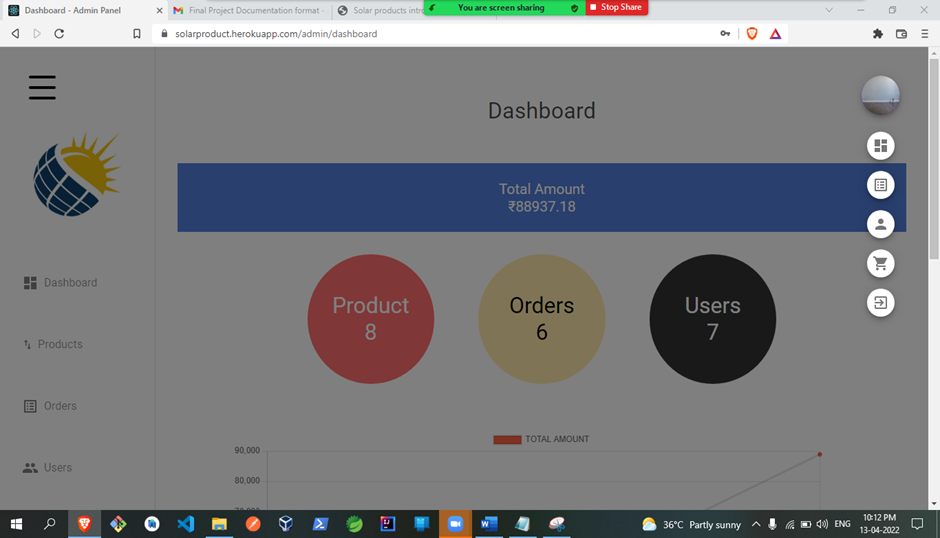 Dashboard - Admin Panel
Final Project Documentation format -
Solar products intr
You are screen sharing
Stop Share
solarproduct.herokuapp.com/admin/dashboard
Dashboard
Total Amount
₹88937.18
Product
8
Orders
6
Users
7
Dashboard
Products
Orders
Users
TOTAL AMOUNT
90,000
80,000
36°C Partly sunny
ENG
10:12 PM
13-04-2022